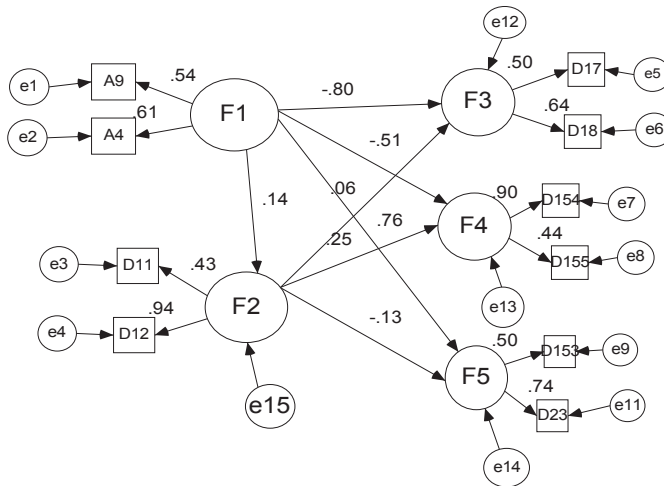 e12
.50
D17
e5
e1
A9
.54
-.80
F3
F1
.64
e2
A4
.61
D18
e6
-.51
.06
.90
D154
e7
.14
.76
F4
.44
.25
D155
e8
e3
D11
.43
F2
e13
.94
-.13
e4
D12
.50
D153
e9
F5
.74
e15
D23
e11
e14